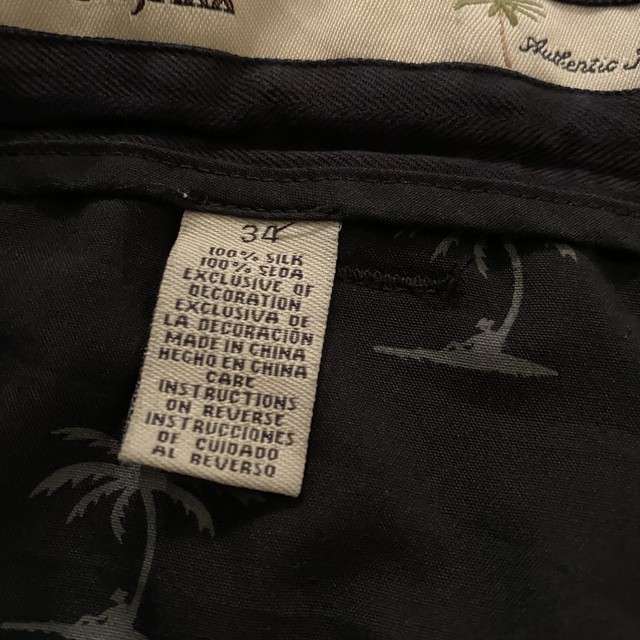 Authentic
34
100% SILK
100% SEDA
EXCLUSIVE OF
DECORATION
EXCLUSIVA DE
LA DECORACION
MADE IN CHINA
HECHO EN CHINA
CARE
INSTRUCTIONS
ON REVERSE
INSTRUCCIONES
DE CUIDADO
AL REVERSO